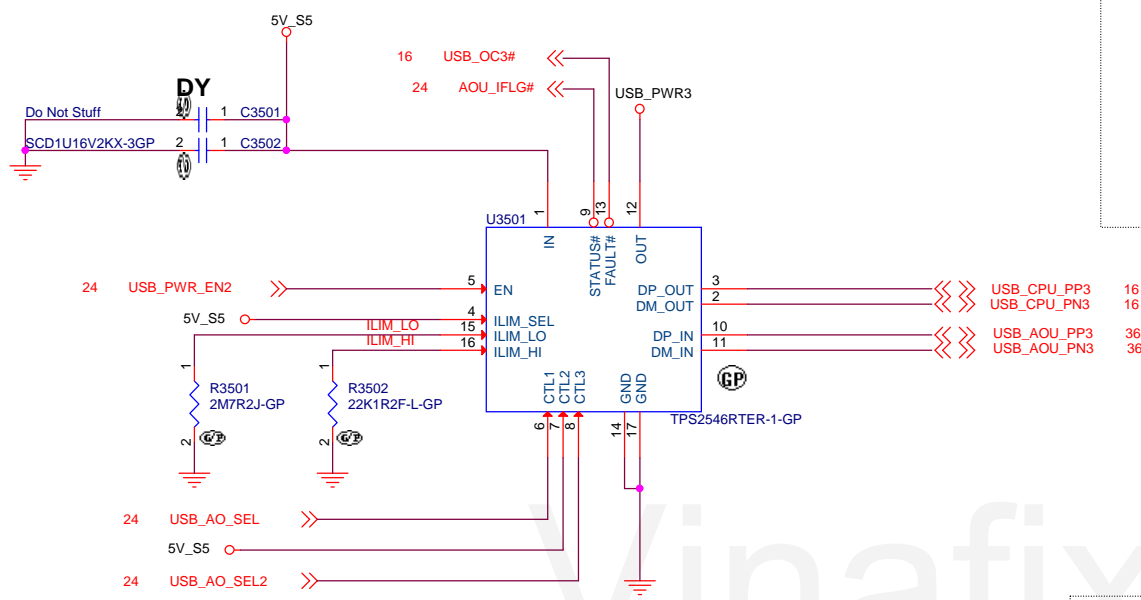 5V_S5
16 USB_OC3#
24 AOU_IFLG#
USB_PWR3
DY
Do Not Stuff 2 1 C3501
SCD1U16V2KX-3GP 2 1 C3502
U3501
1 9 13 12
IN STATUS# FAULT# OUT
24 USB_PWR_EN2 5 EN
5V_S5 4 ILIM_SEL
ILIM_LO 15 ILIM_LO
ILIM_HI 16 ILIM_HI
DP_OUT 3 USB_CPU_PP3 16
DM_OUT 2 USB_CPU_PN3 16
DP_IN 10 USB_AOU_PP3 36
DM_IN 11 USB_AOU_PN3 36
GP
1 R3501 2M7R2J-GP 2 G/P
1 R3502 22K1R2F-L-GP 2 G/P
CTL1 CTL2 CTL3 GND GND
6 7 8 14 17
TPS2546RTER-1-GP
24 USB_AO_SEL
5V_S5
24 USB_AO_SEL2
Vinafix